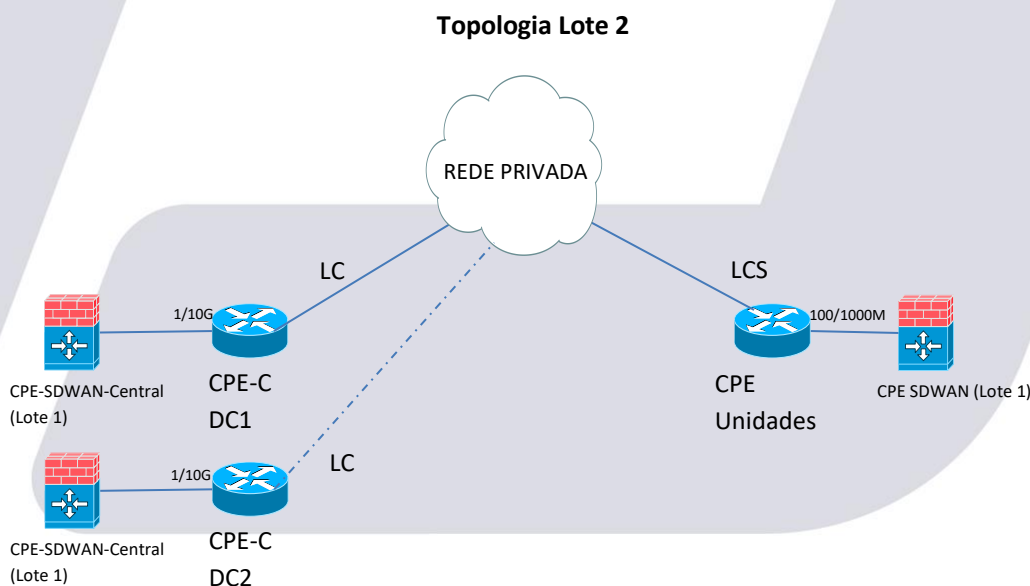 Topologia Lote 2
REDE PRIVADA
LC
LCS
1/10G
100/1000M
CPE-SDWAN-Central
(Lote 1)
CPE-C
DC1
CPE
Unidades
CPE SDWAN (Lote 1)
LC
1/10G
CPE-SDWAN-Central
(Lote 1)
CPE-C
DC2